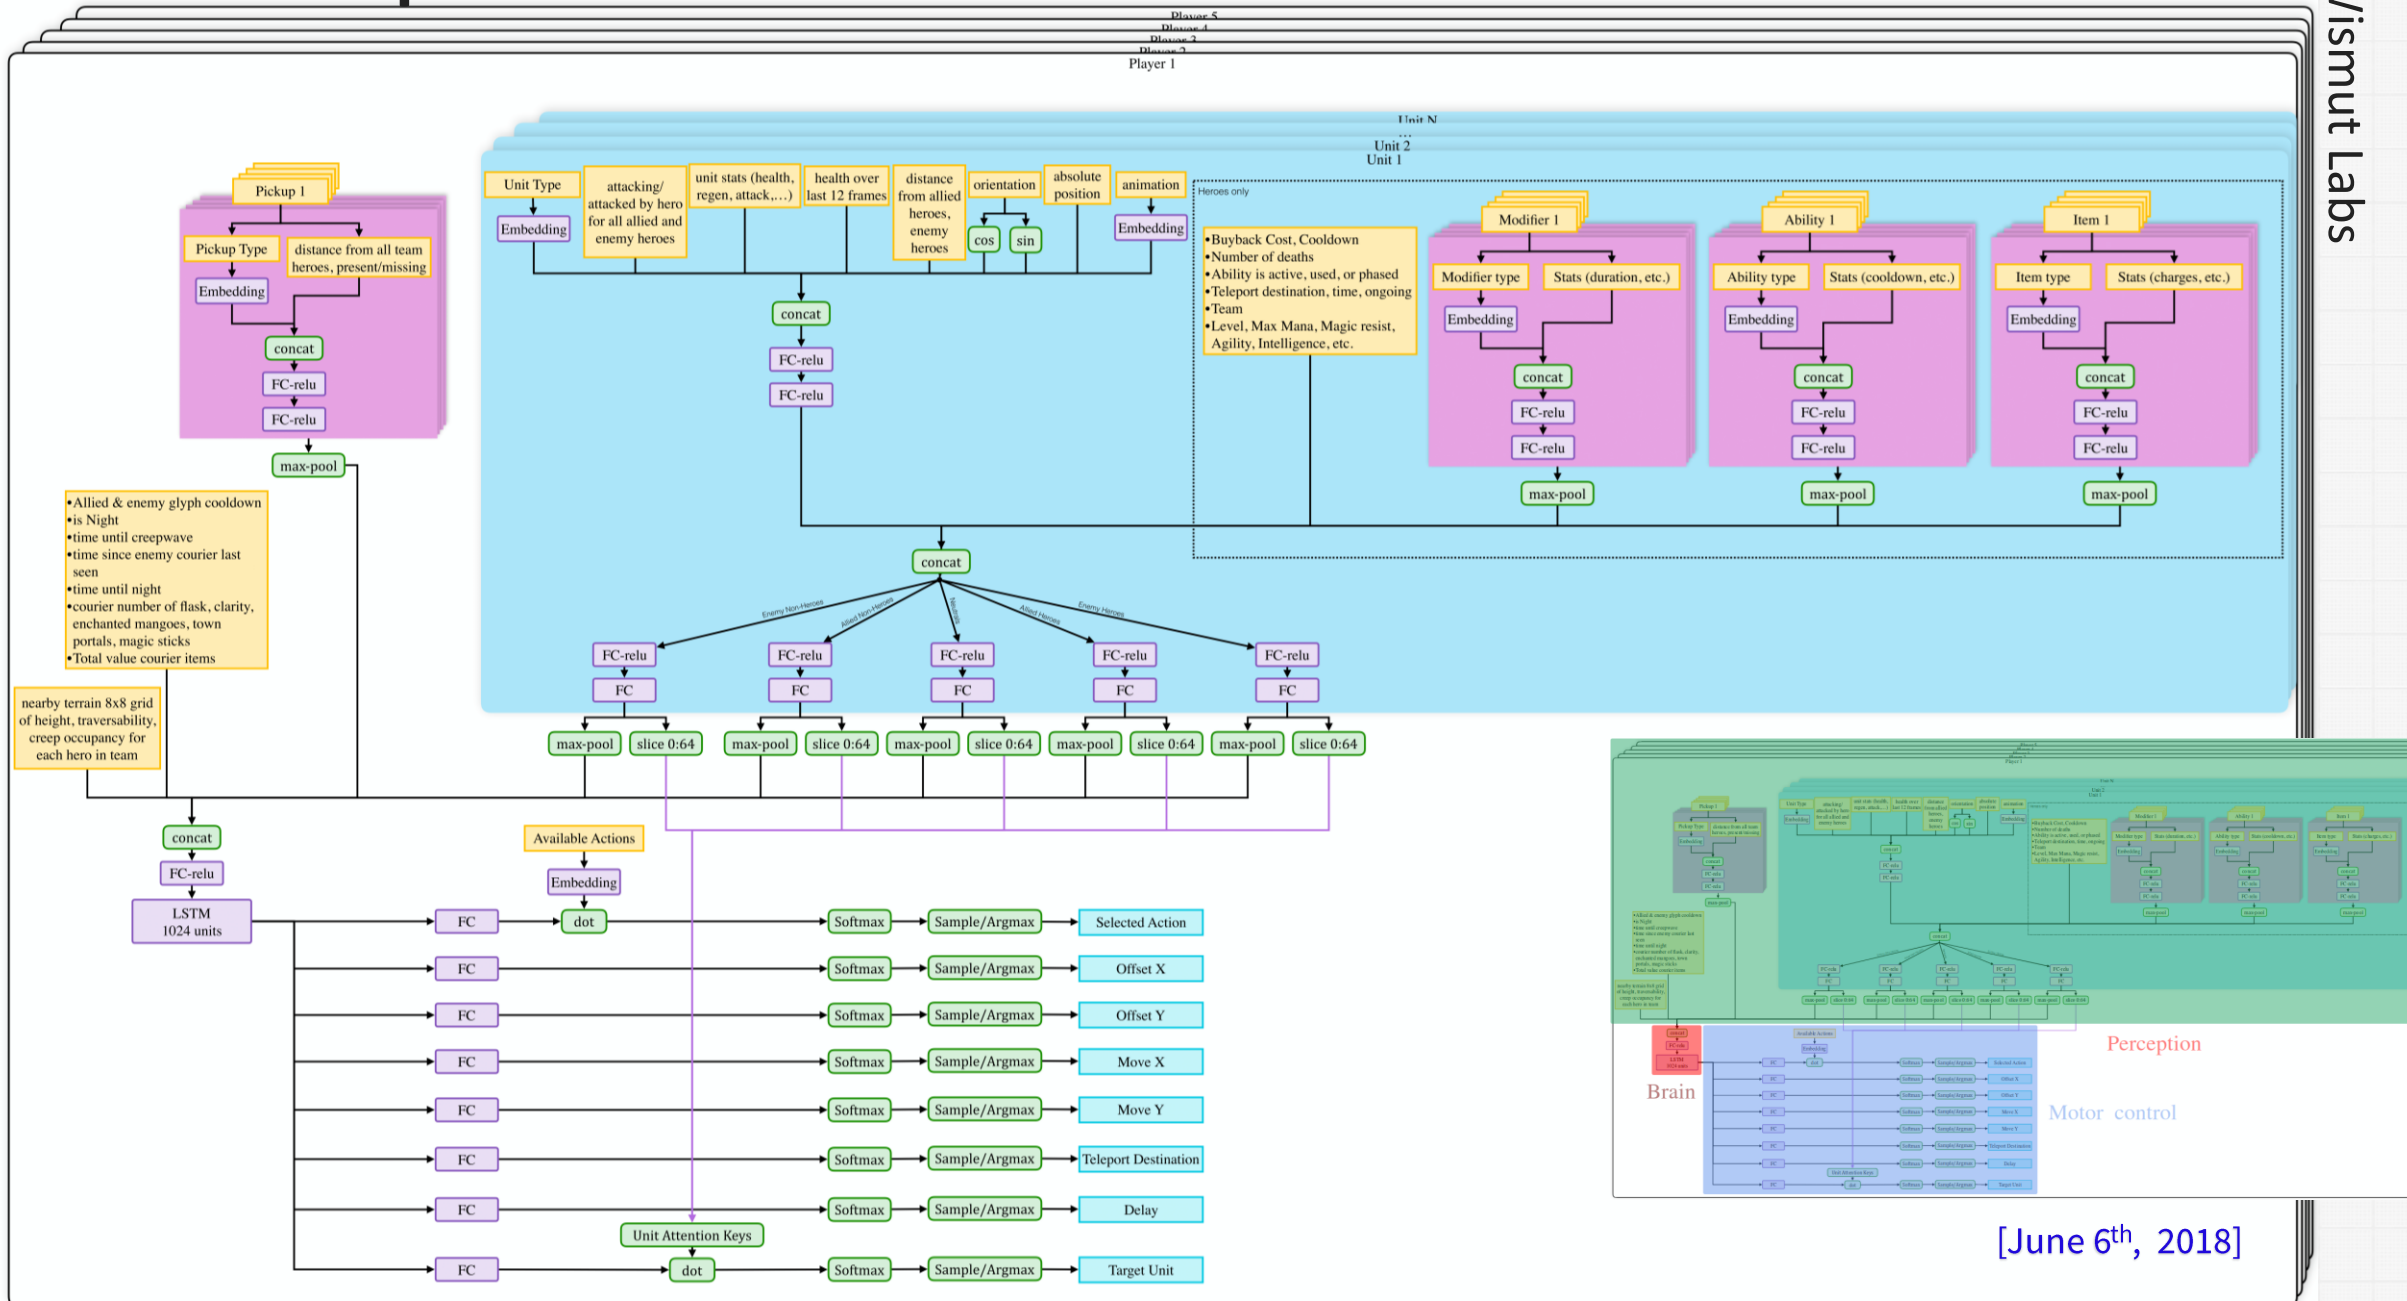 Player 5
Player 4
Player 3
Player 2
Player 1
/ismut Labs
Unit N
...
Unit 2
Unit 1
Pickup 1
Pickup Type
distance from all team
heroes, present/missing
Embedding
concat
FC-relu
FC-relu
max-pool
•Allied & enemy glyph cooldown
•is Night
•time until creepwave
•time since enemy courier last
seen
•time until night
•courier number of flask, clarity,
enchanted mangoes, town
portals, magic sticks
•Total value courier items
nearby terrain 8x8 grid
of height, traversability,
creep occupancy for
each hero in team
Unit Type
Embedding
attacking/
attacked by hero
for all allied and
enemy heroes
unit stats (health,
regen, attack,...)
health over
last 12 frames
distance
from allied
heroes,
enemy
heroes
orientation
cos
sin
absolute
position
animation
Embedding
concat
FC-relu
FC-relu
Heroes only
•Buyback Cost, Cooldown
•Number of deaths
•Ability is active, used, or phased
•Teleport destination, time, ongoing
•Team
•Level, Max Mana, Magic resist,
Agility, Intelligence, etc.
Modifier 1
Modifier type
Stats (duration, etc.)
Embedding
concat
FC-relu
FC-relu
max-pool
Ability 1
Ability type
Stats (cooldown, etc.)
Embedding
concat
FC-relu
FC-relu
max-pool
Item 1
Item type
Stats (charges, etc.)
Embedding
concat
FC-relu
FC-relu
max-pool
concat
Enemy Non-Heroes
Allied Non-Heroes
Neutrals
Allied Heroes
Enemy Heroes
FC-relu
FC-relu
FC-relu
FC-relu
FC-relu
FC
FC
FC
FC
FC
max-pool
slice 0:64
max-pool
slice 0:64
max-pool
slice 0:64
max-pool
slice 0:64
max-pool
slice 0:64
concat
FC-relu
LSTM
1024 units
Available Actions
Embedding
FC
dot
Softmax
Sample/Argmax
Selected Action
FC
Softmax
Sample/Argmax
Offset X
FC
Softmax
Sample/Argmax
Offset Y
FC
Softmax
Sample/Argmax
Move X
FC
Softmax
Sample/Argmax
Move Y
FC
Softmax
Sample/Argmax
Teleport Destination
FC
Softmax
Sample/Argmax
Delay
Unit Attention Keys
FC
dot
Softmax
Sample/Argmax
Target Unit
Perception
Brain
Motor control
[June 6th, 2018]